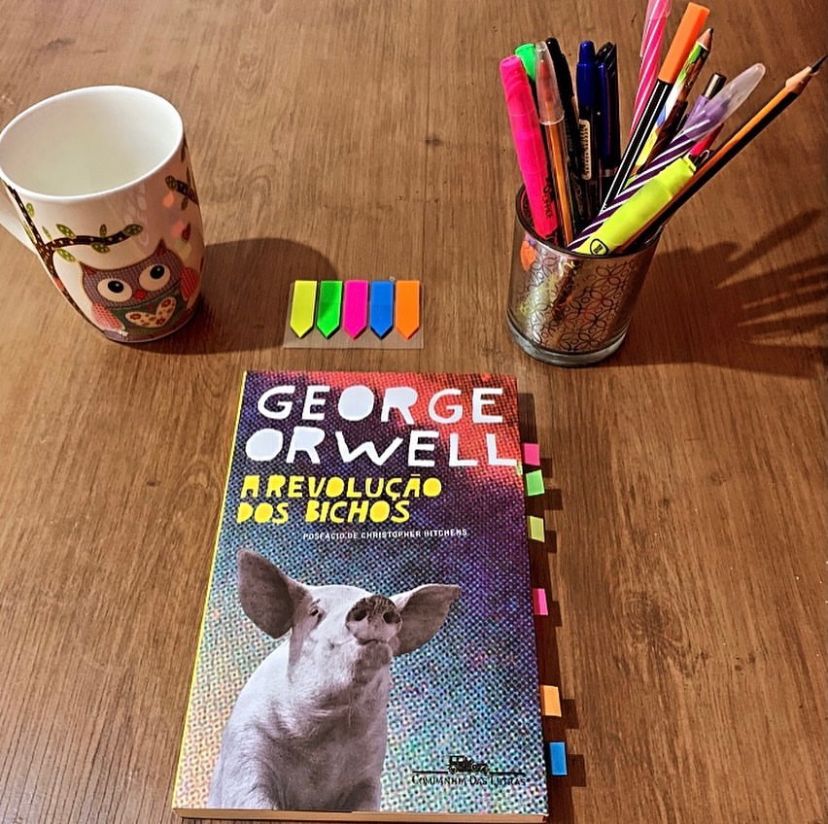 GEORGE
ORWELL
A REVOLUÇÃO
DOS BICHOS
POSFÁCIO DE CHRISTOPHER HITCHENS
COMPANHIA DAS LETRAS